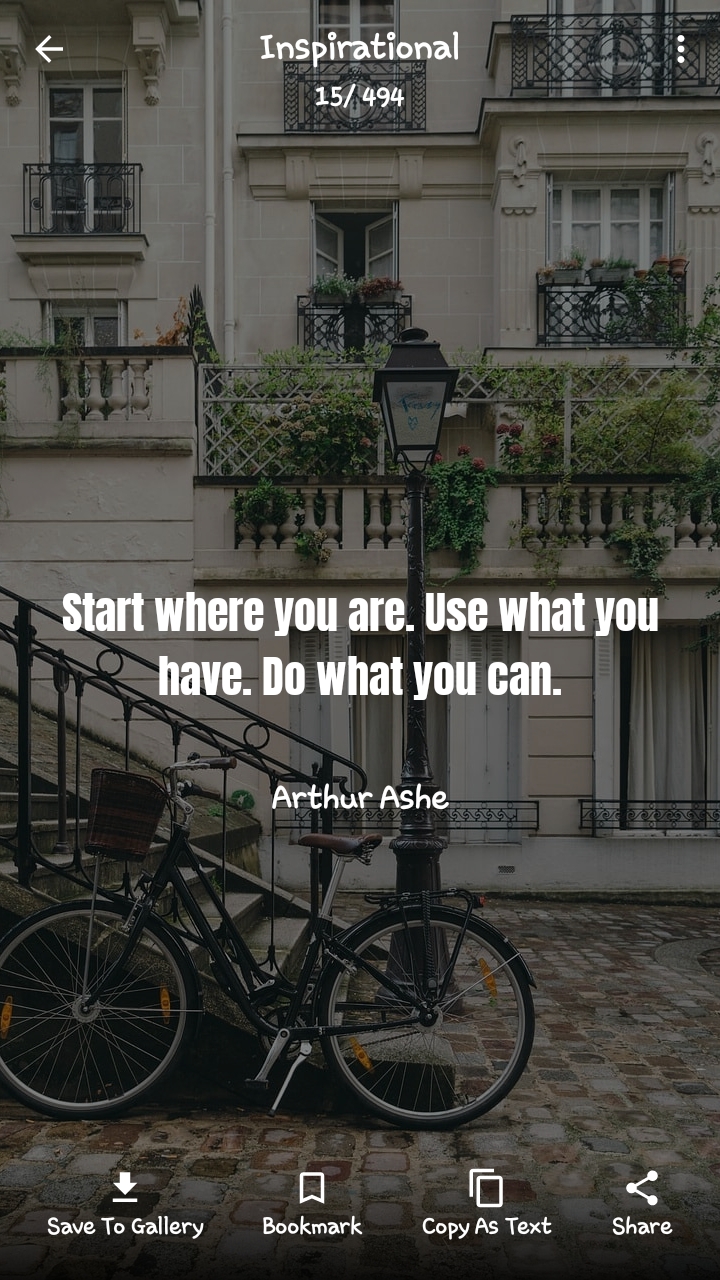 Inspirational
15/ 494
Start where you are. Use what you
have. Do what you can.
Arthur Ashe
Save To Gallery
Bookmark
Copy As Text
Share